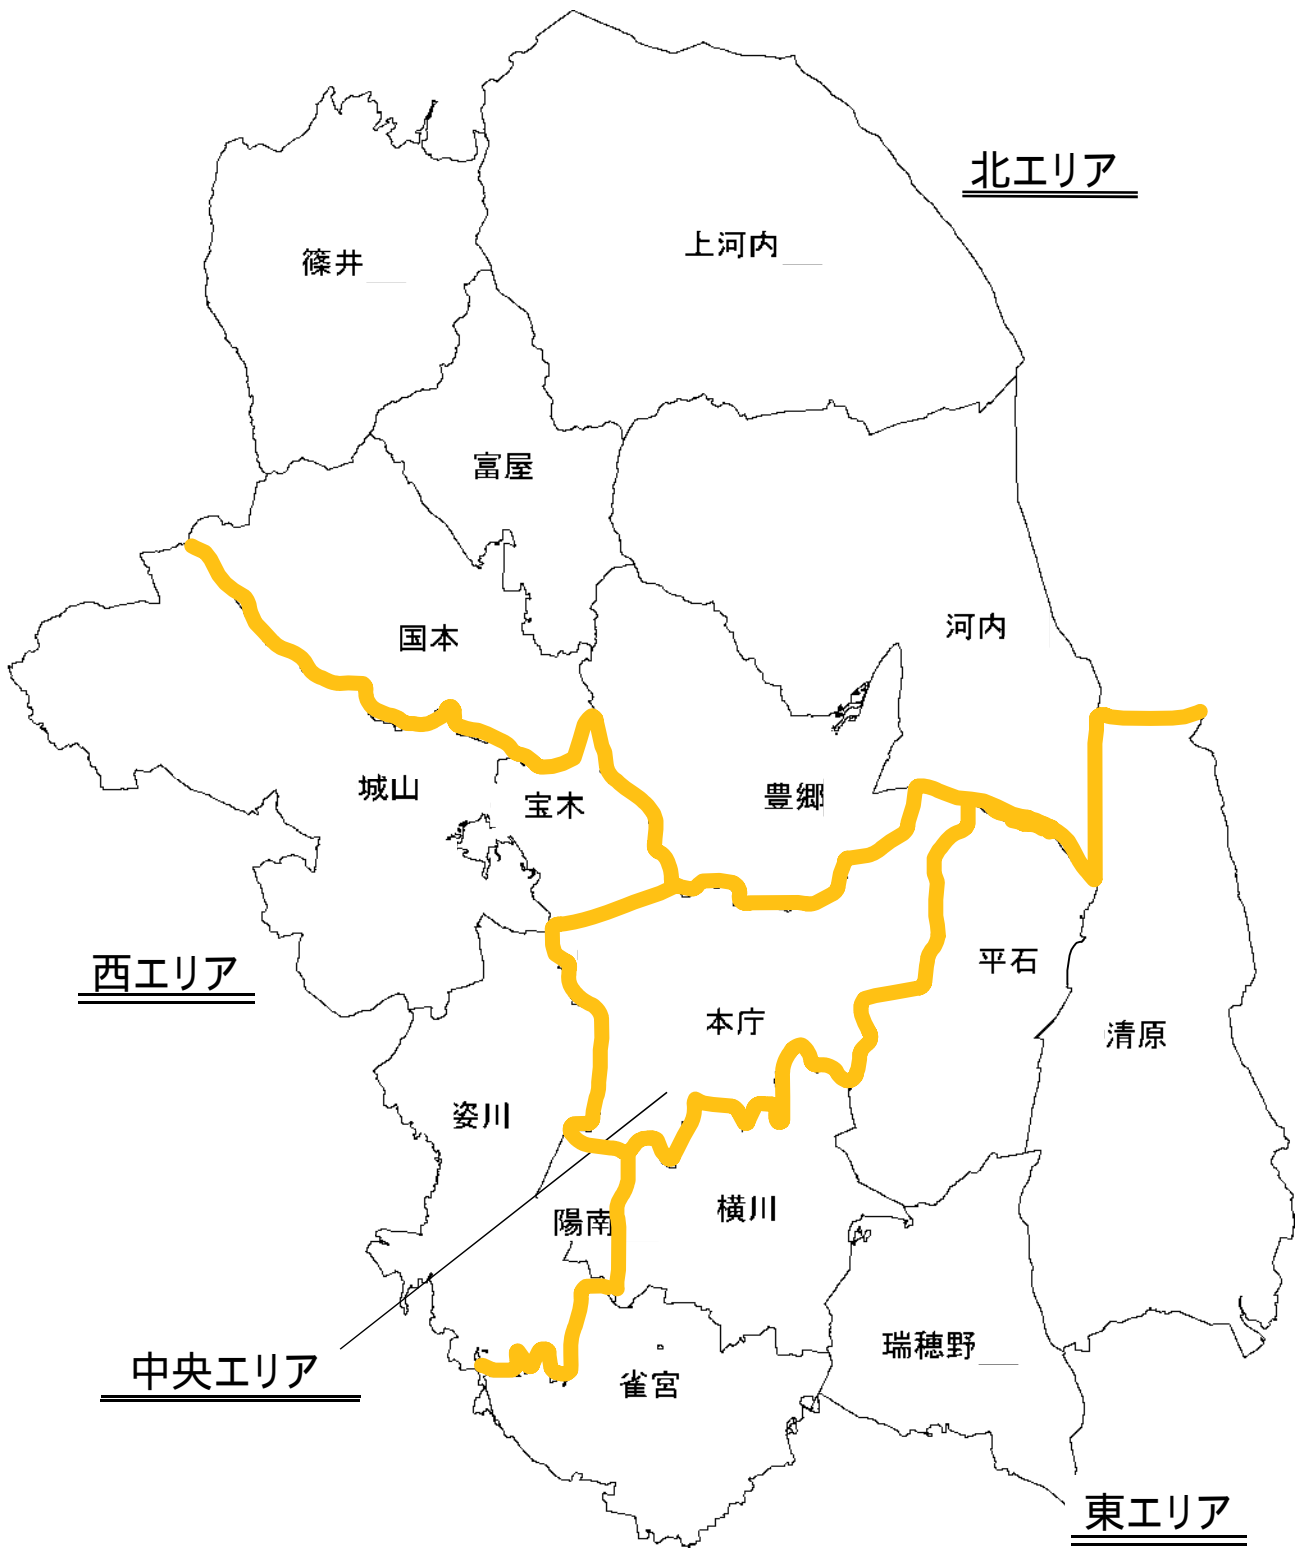 北エリア
上河内
篠井
富屋
河内
国本
城山
宝木
豊郷
西エリア
平石
本庁
清原
姿川
横川
陽南
瑞穂野
中央エリア
雀宮
東エリア